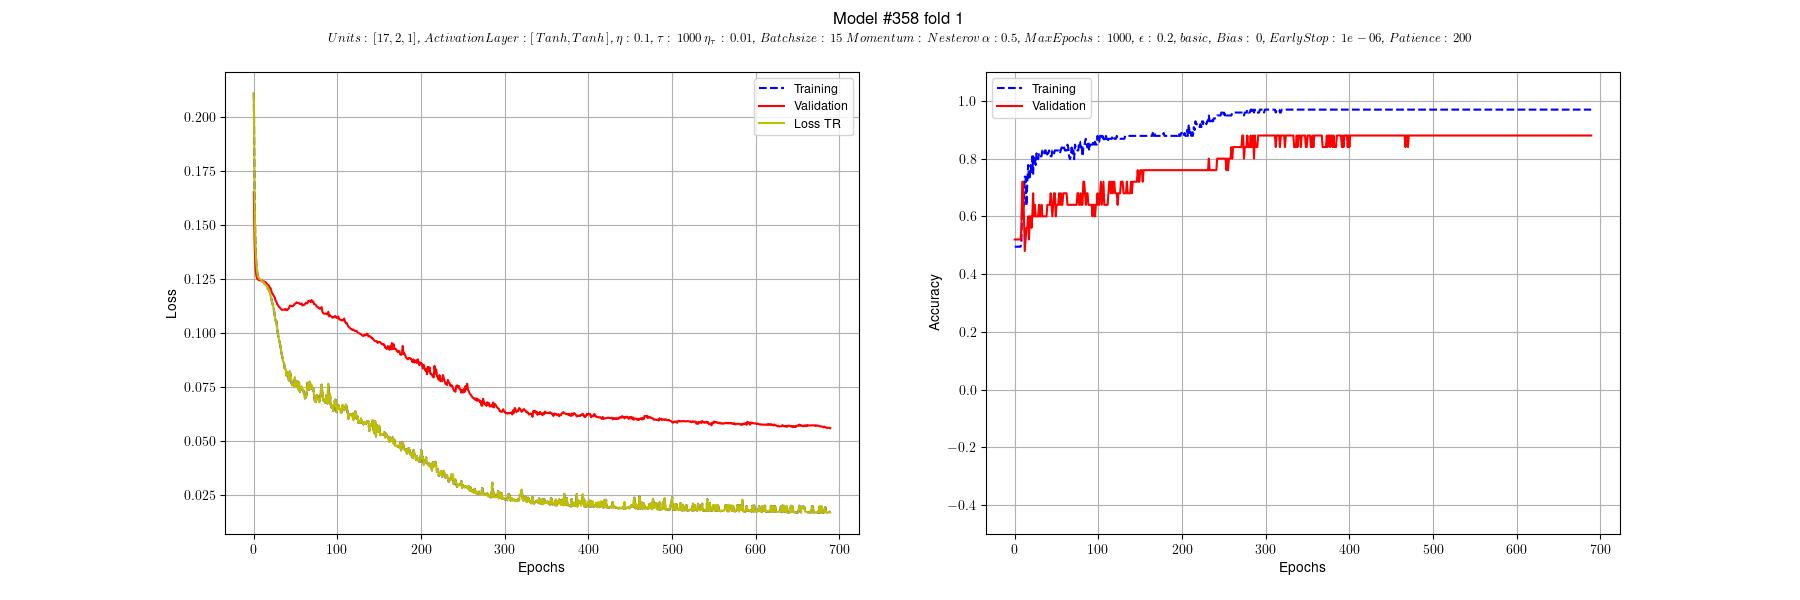 Model #358 fold 1
Units : [17, 2, 1], ActivationLayer : [Tanh, Tanh], η : 0.1, τ : 1000 η_τ : 0.01, Batchsize : 15 Momentum : Nesterov α : 0.5, MaxEpochs : 1000, ϵ : 0.2, basic, Bias : 0, EarlyStop : 1e − 06, Patience : 200
Training
Validation
Loss TR
0.200
0.175
0.150
0.125
0.100
0.075
0.050
0.025
Loss
0 100 200 300 400 500 600 700
Epochs
Training
Validation
1.0
0.8
0.6
0.4
0.2
0.0
−0.2
−0.4
Accuracy
0 100 200 300 400 500 600 700
Epochs